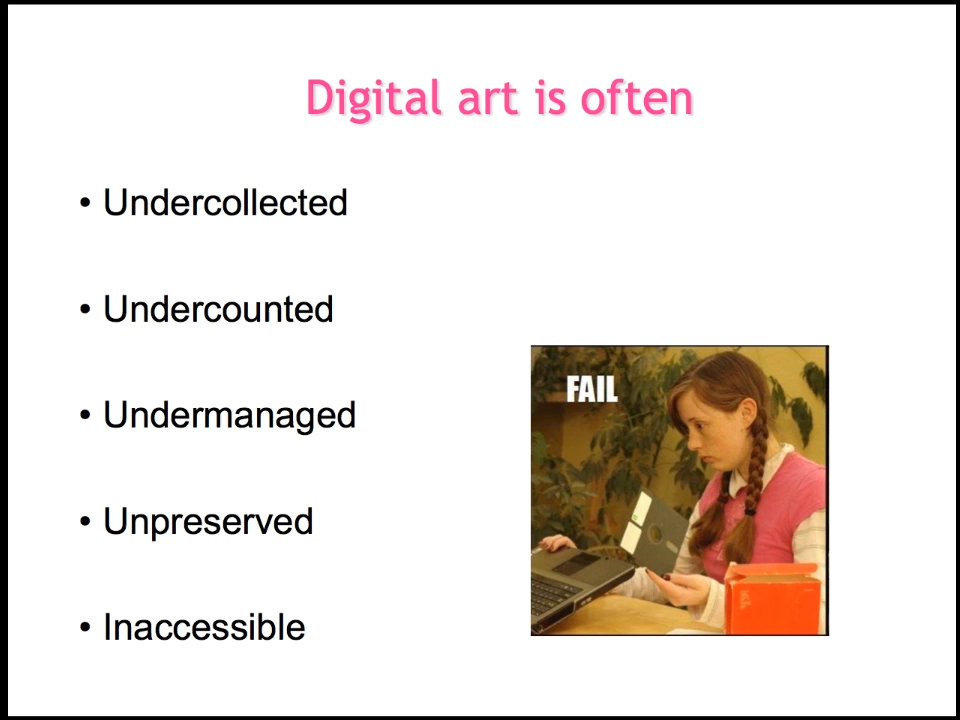 Digital art is often
• Undercollected
• Undercounted
• Undermanaged
• Unpreserved
• Inaccessible
FAIL